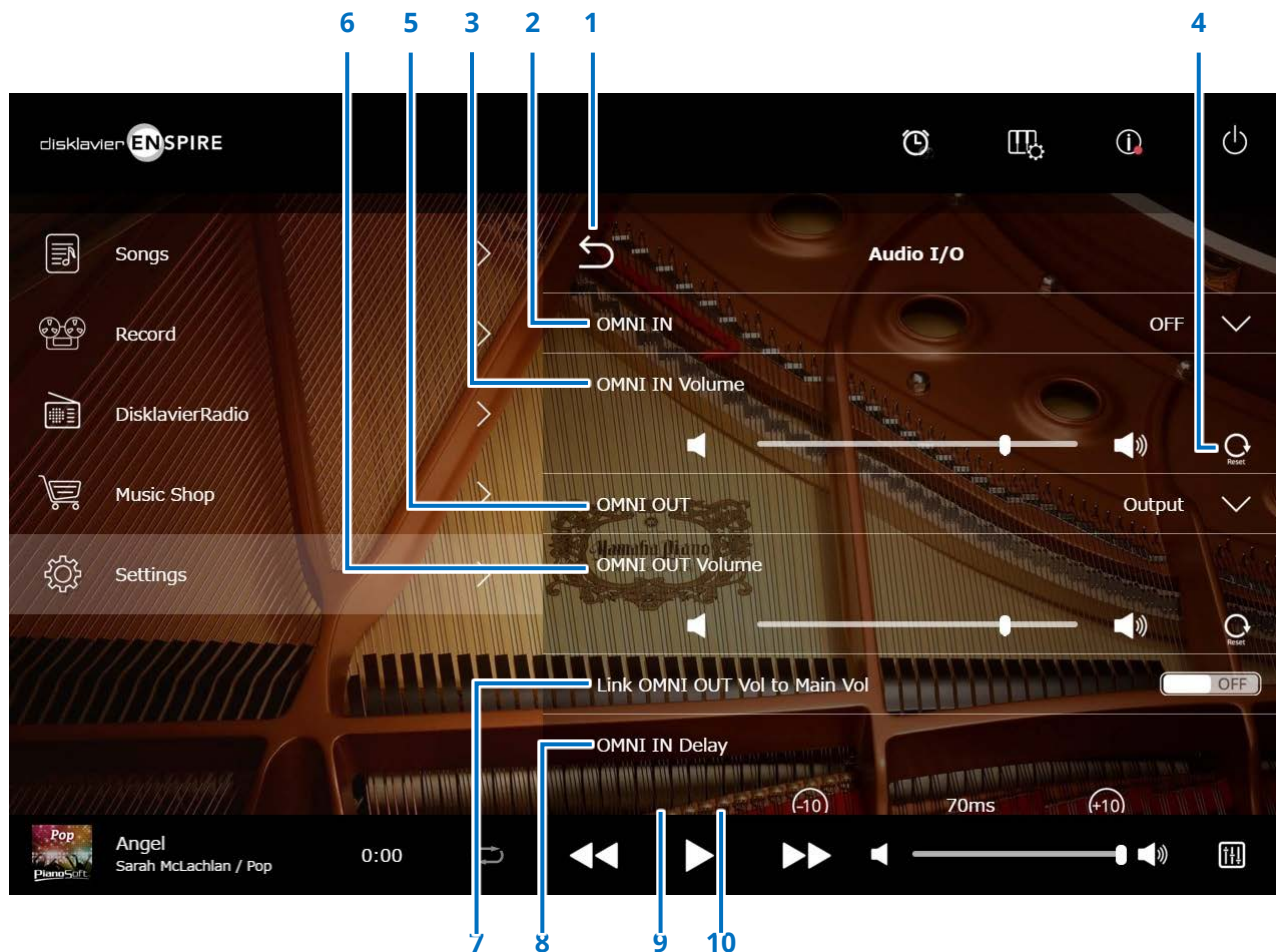 6 5 3 2 1 4
disklavier ENSPIRE
Songs
Record
DisklavierRadio
Music Shop
Settings
Audio I/O
OMNI IN OFF
OMNI IN Volume
Reset
OMNI OUT Output
Yamaha Piano
OMNI OUT Volume
Reset
Link OMNI OUT Vol to Main Vol OFF
OMNI IN Delay
-10 70ms +10
Pop
PianoSoft
Angel
Sarah McLachlan / Pop
0:00
7 8 9 10